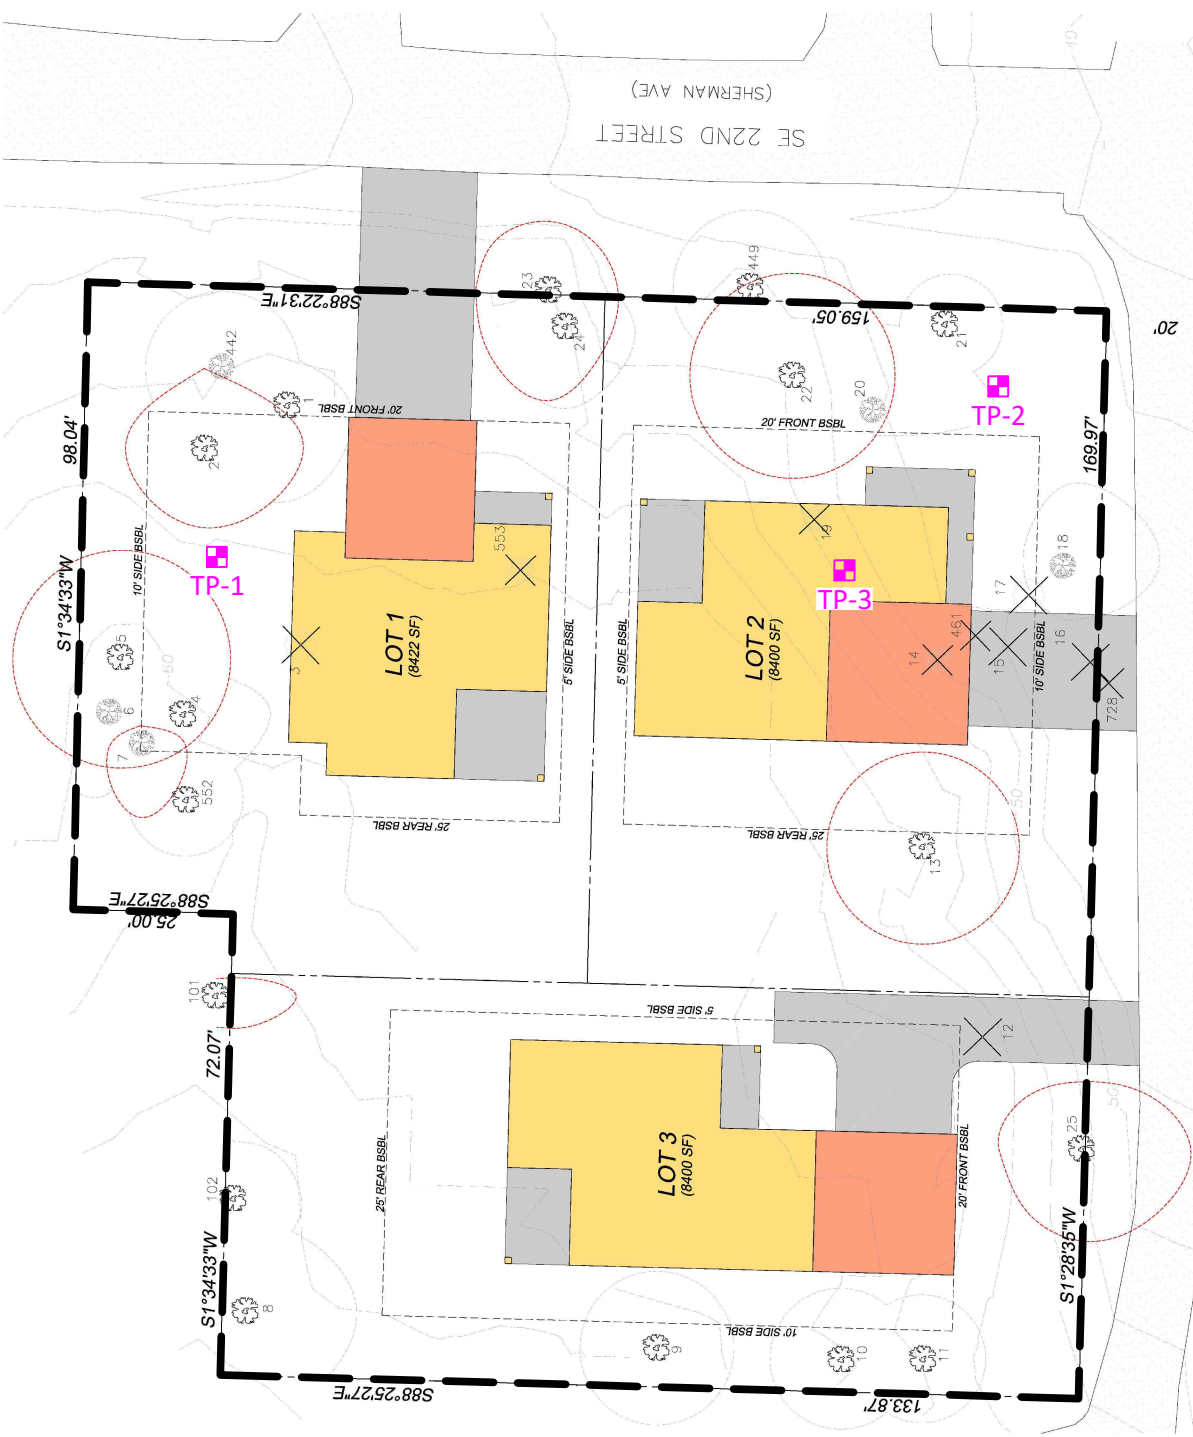 40
(SHERMAN AVE)
SE 22ND STREET
20'
S88°22'31"E
159.05'
23
24
449
442
1
2
21
22
20
TP-2
20' FRONT BSBL
20' FRONT BSBL
98.04'
169.97'
S1°34'33"W
10' SIDE BSBL
TP-1
553
19
TP-3
18
17
LOT 1
(8422 SF)
LOT 2
(8400 SF)
5' SIDE BSBL
5' SIDE BSBL
461
14
15
16
10' SIDE BSBL
728
3
5
60
4
6
7
552
25' REAR BSBL
25' REAR BSBL
50
13
S88°25'27"E
25.00'
101
72.07'
5' SIDE BSBL
12
50
25
102
25' REAR BSBL
LOT 3
(8400 SF)
20' FRONT BSBL
S1°34'33"W
S1°28'35"W
8
10' SIDE BSBL
9
10
11
S88°25'27"E
133.87'